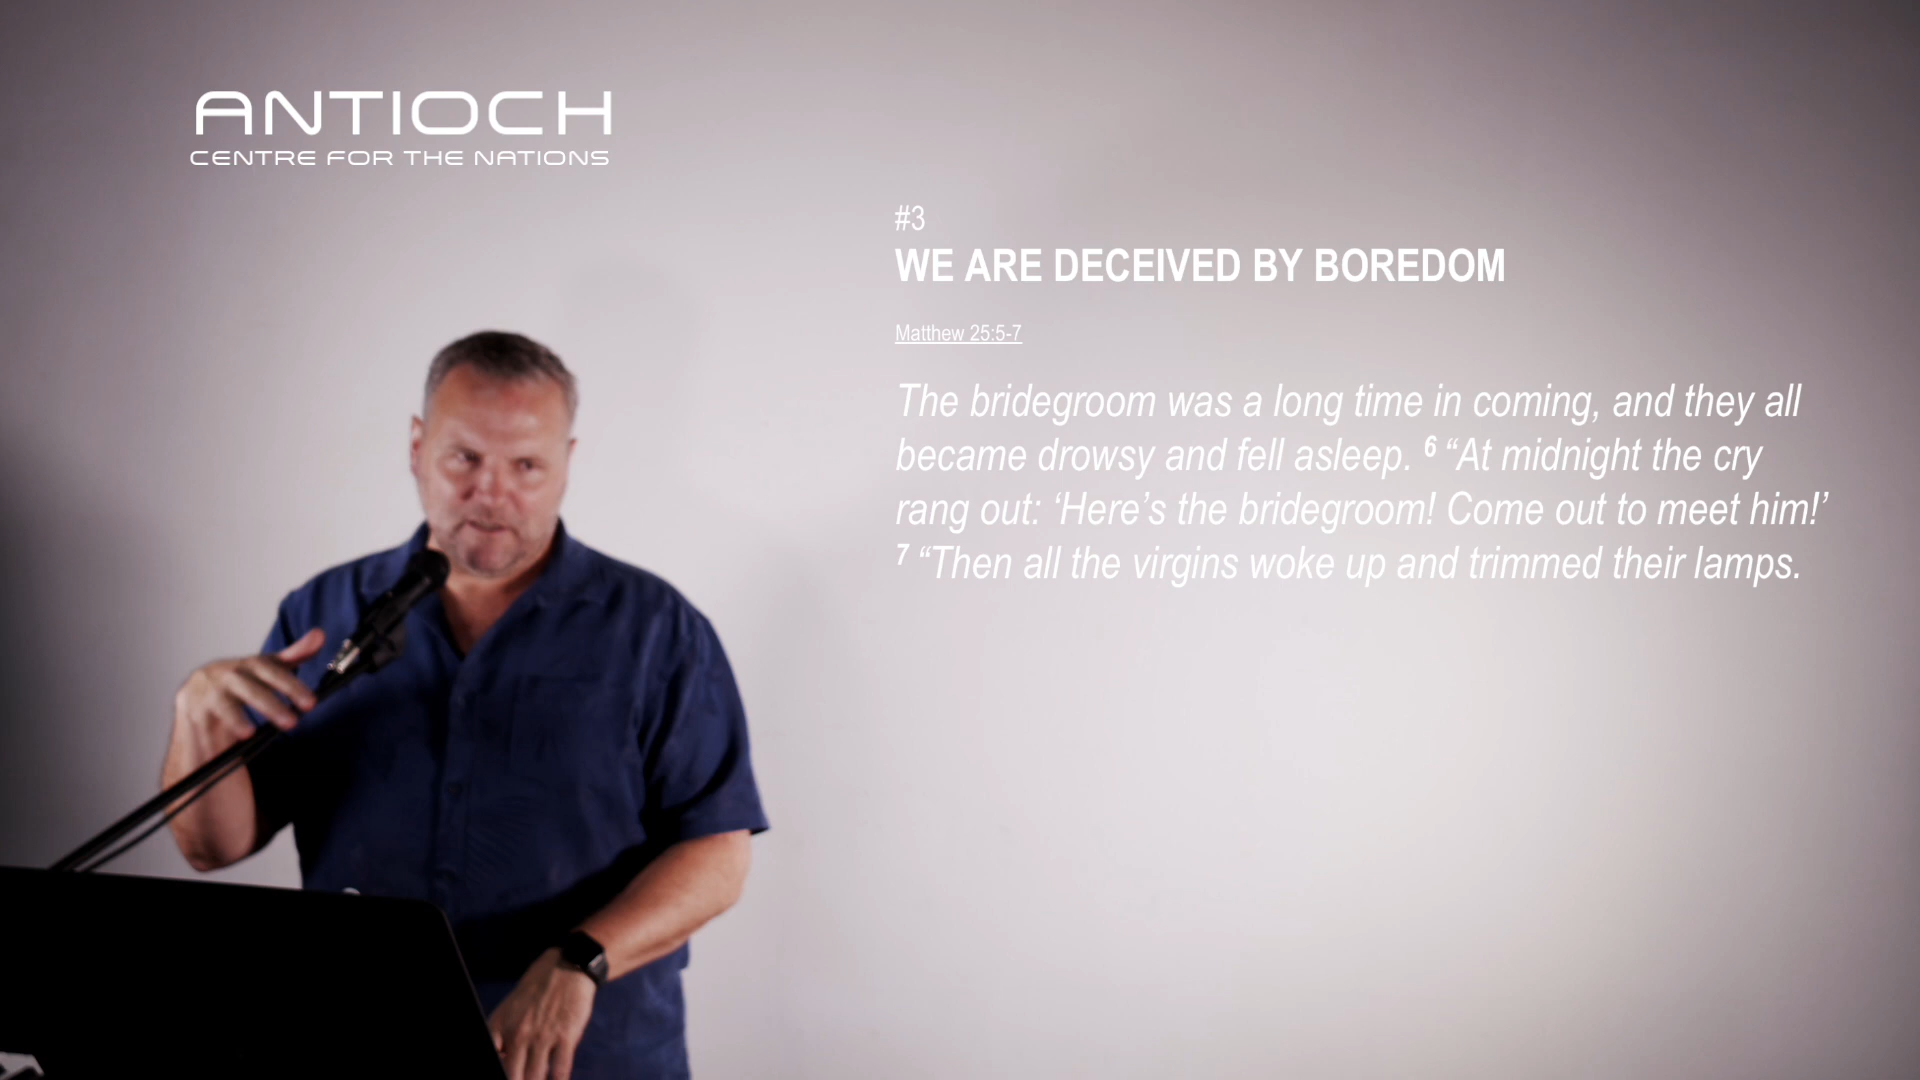 ANTIOCH
CENTRE FOR THE NATIONS
#3
WE ARE DECEIVED BY BOREDOM
Matthew 25:5-7
The bridegroom was a long time in coming, and they all
became drowsy and fell asleep. 6 “At midnight the cry
rang out: ‘Here’s the bridegroom! Come out to meet him!’
7 “Then all the virgins woke up and trimmed their lamps.